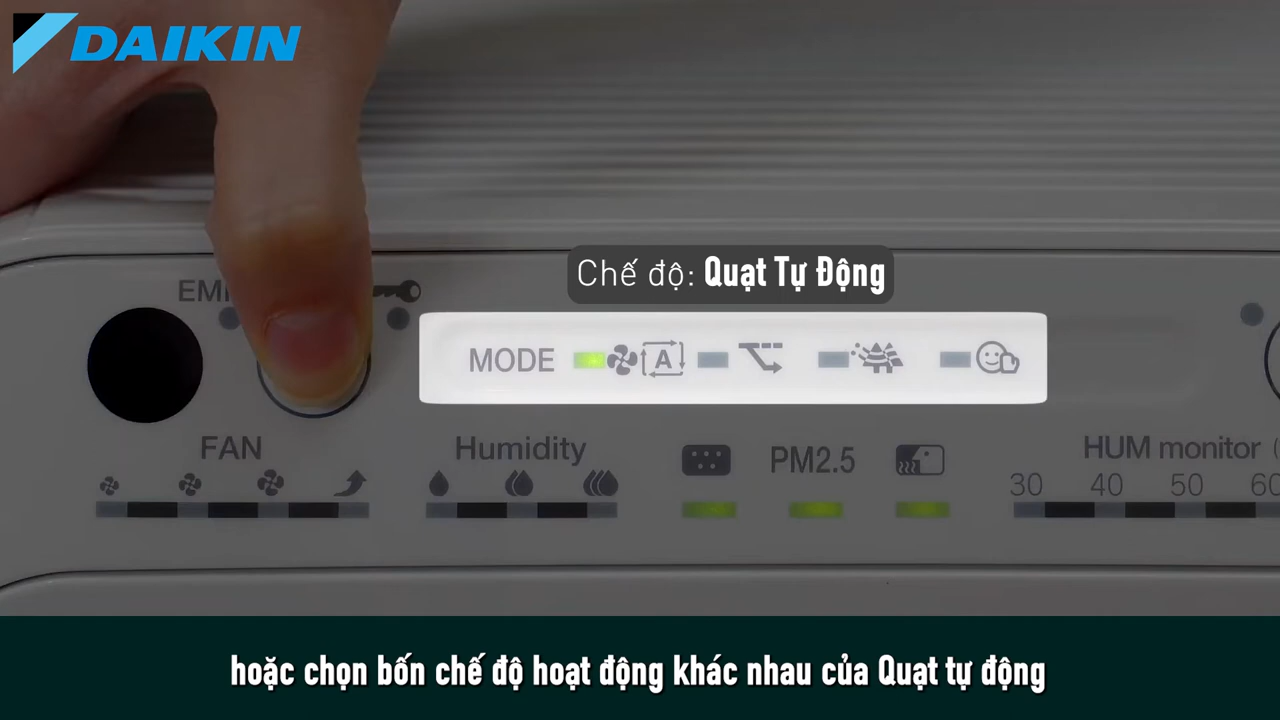 DAIKIN
Chế độ: Quạt Tự Động
MODE A
FAN Humidity PM2.5 HUM monitor
30 40 50
hoặc chọn bốn chế độ hoạt động khác nhau của Quạt tự động